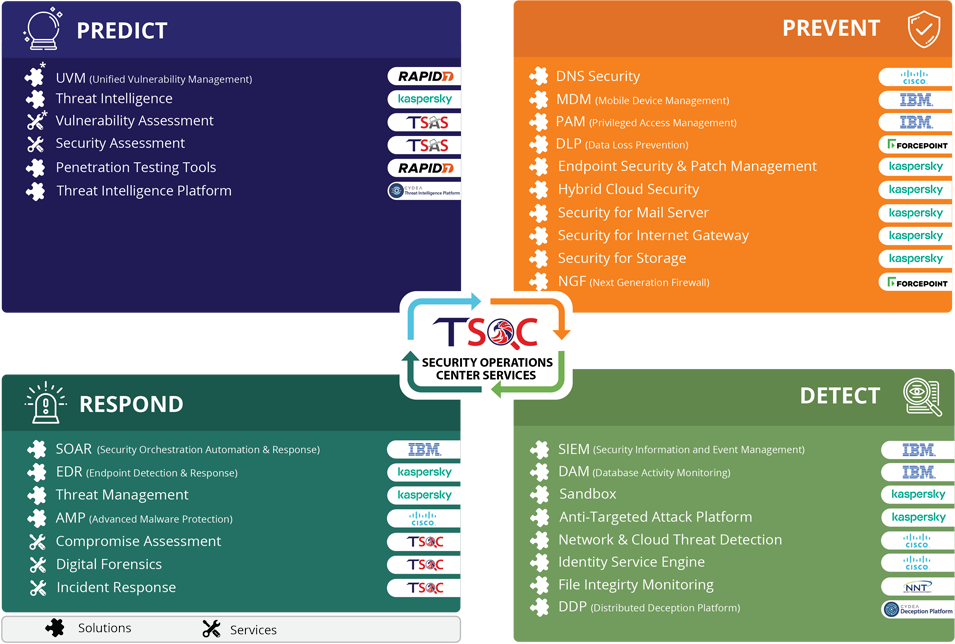 PREDICT
* UVM (Unified Vulnerability Management) RAPID7
Threat Intelligence kaspersky
* Vulnerability Assessment TSAS
Security Assessment TSAS
Penetration Testing Tools RAPID7
Threat Intelligence Platform CYDEA Threat Intelligence Platform
PREVENT
DNS Security CISCO
MDM (Mobile Device Management) IBM
PAM (Privileged Access Management) IBM
DLP (Data Loss Prevention) FORCEPOINT
Endpoint Security & Patch Management kaspersky
Hybrid Cloud Security kaspersky
Security for Mail Server kaspersky
Security for Internet Gateway kaspersky
Security for Storage kaspersky
NGF (Next Generation Firewall) FORCEPOINT
TSOC
SECURITY OPERATIONS
CENTER SERVICES
RESPOND
SOAR (Security Orchestration Automation & Response) IBM
EDR (Endpoint Detection & Response) kaspersky
Threat Management kaspersky
AMP (Advanced Malware Protection) CISCO
Compromise Assessment TSOC
Digital Forensics TSOC
Incident Response TSOC
DETECT
SIEM (Security Information and Event Management) IBM
DAM (Database Activity Monitoring) IBM
Sandbox kaspersky
Anti-Targeted Attack Platform kaspersky
Network & Cloud Threat Detection CISCO
Identity Service Engine CISCO
File Integirty Monitoring NNT
DDP (Distributed Deception Platform) CYDEA Deception Platform
Solutions Services